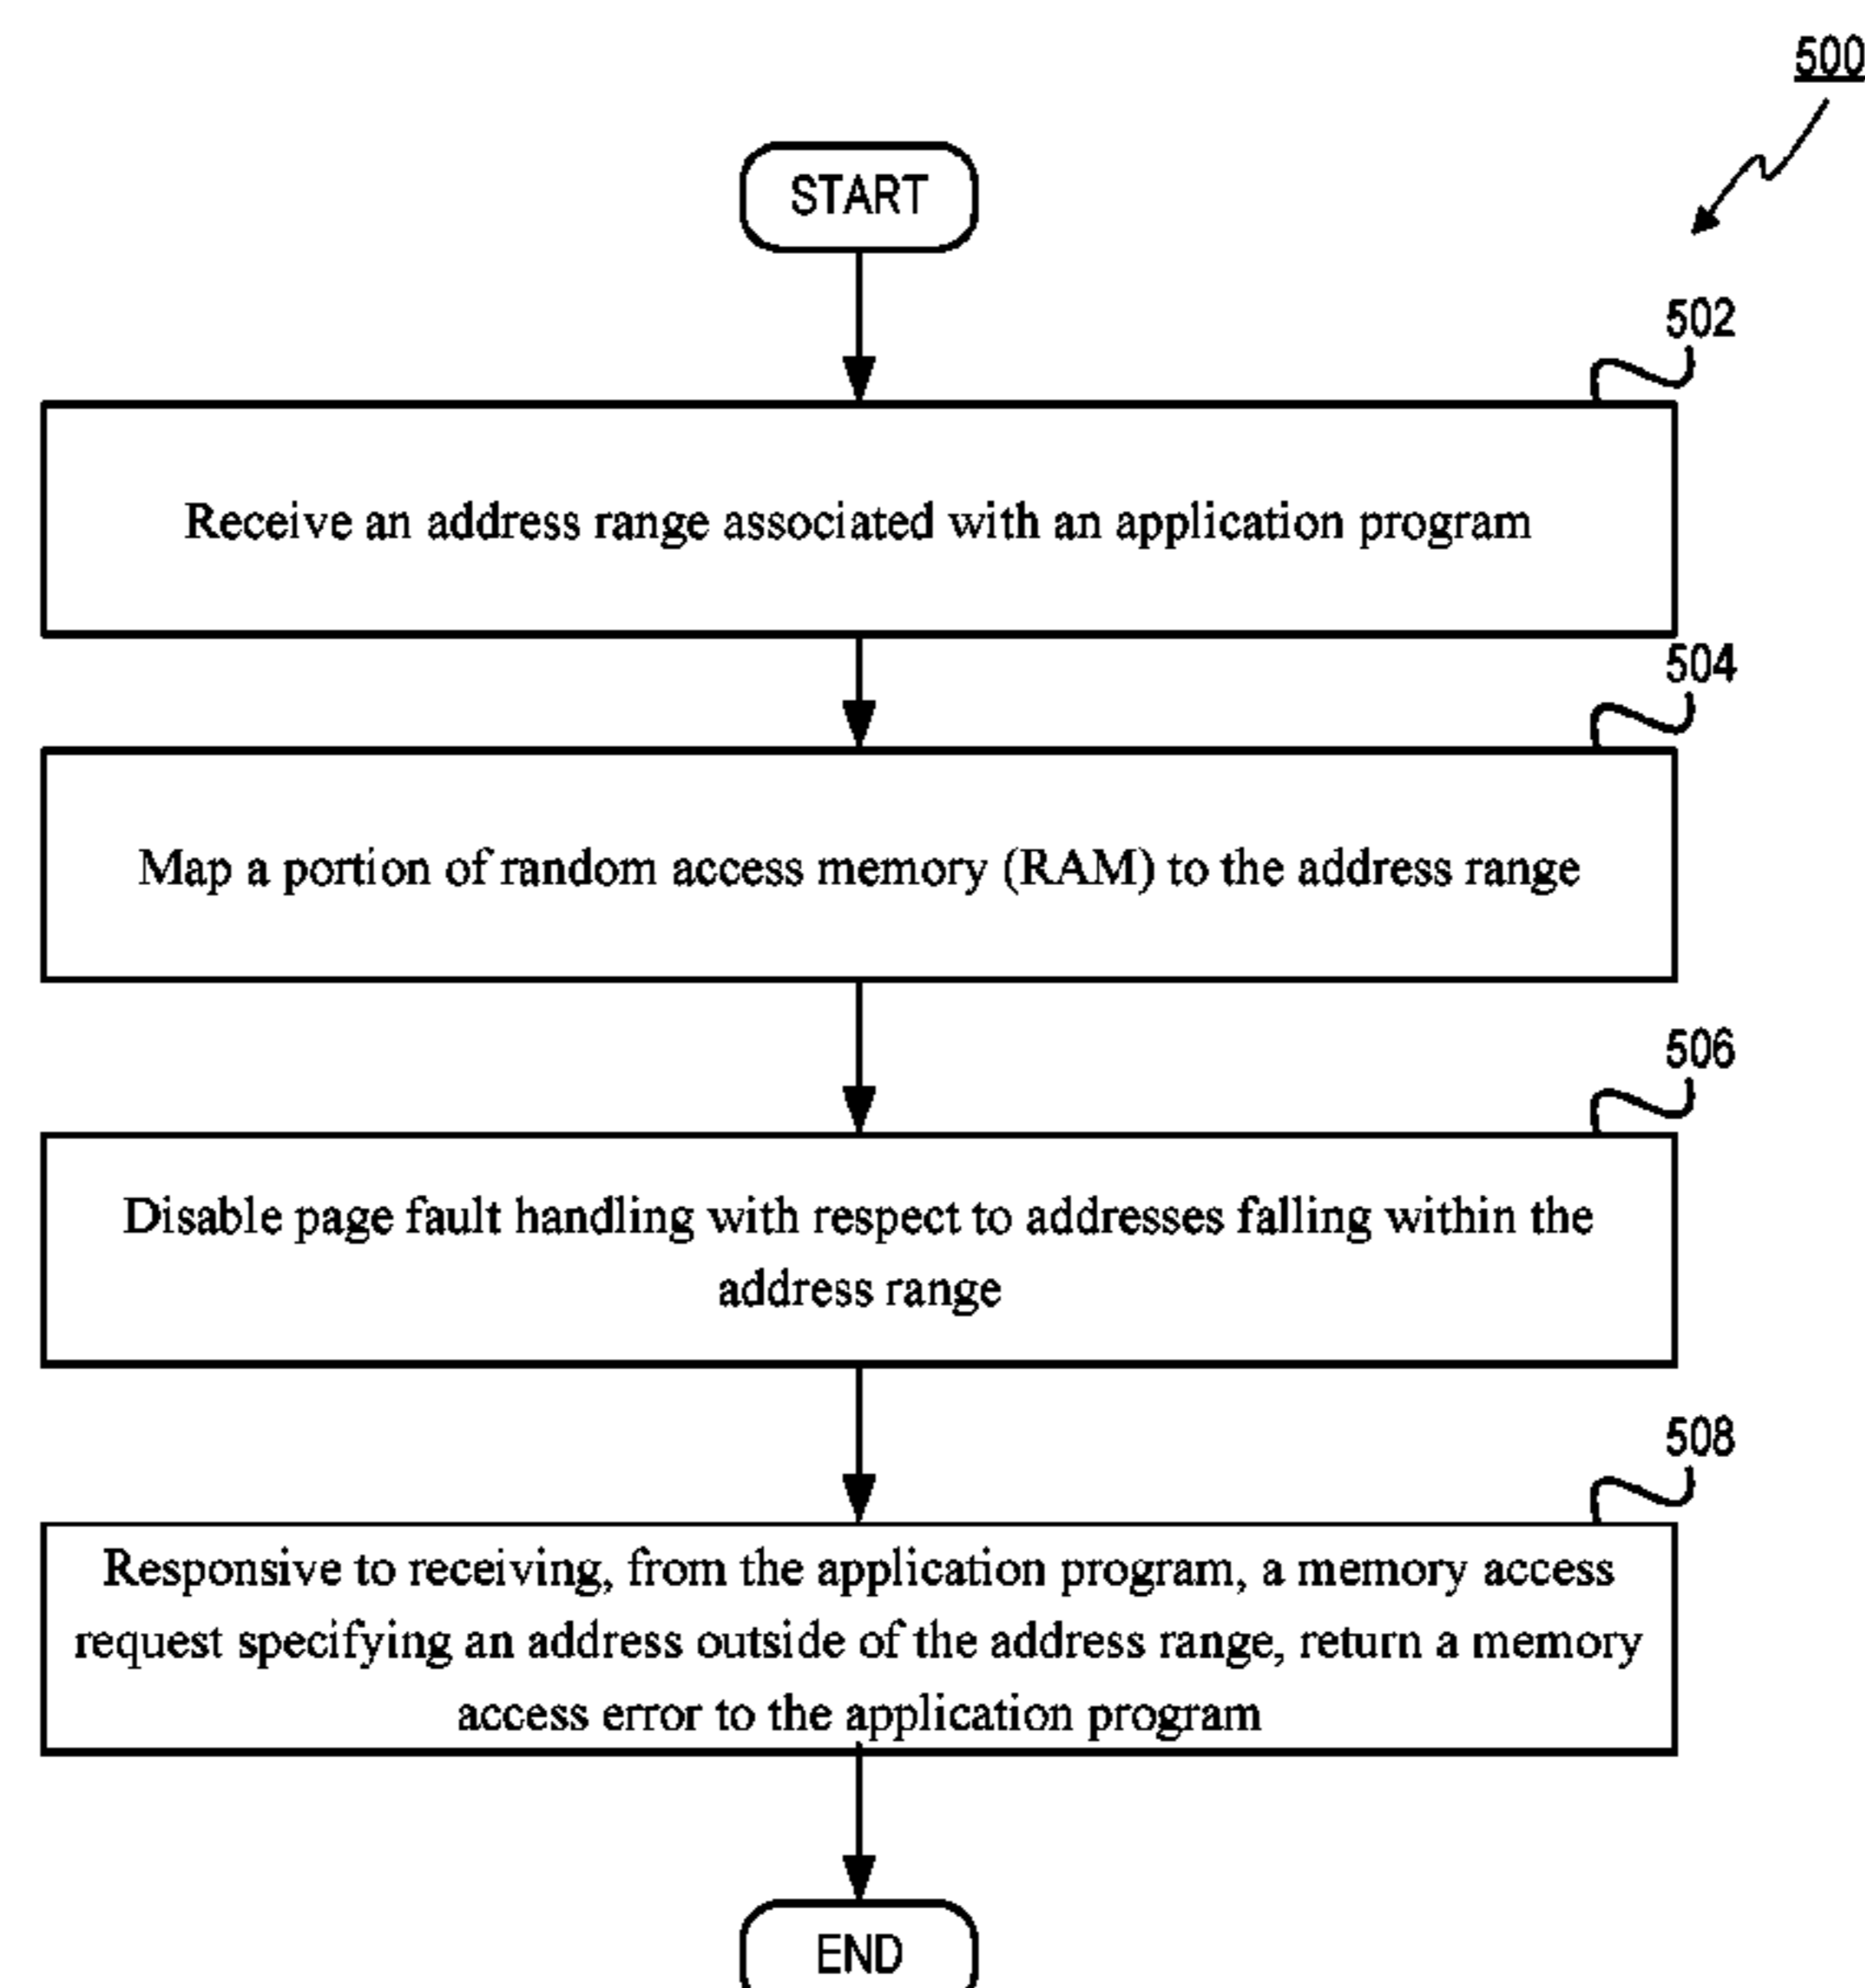 500
START
502
Receive an address range associated with an application program
504
Map a portion of random access memory (RAM) to the address range
506
Disable page fault handling with respect to addresses falling within the
address range
508
Responsive to receiving, from the application program, a memory access
request specifying an address outside of the address range, return a memory
access error to the application program
END